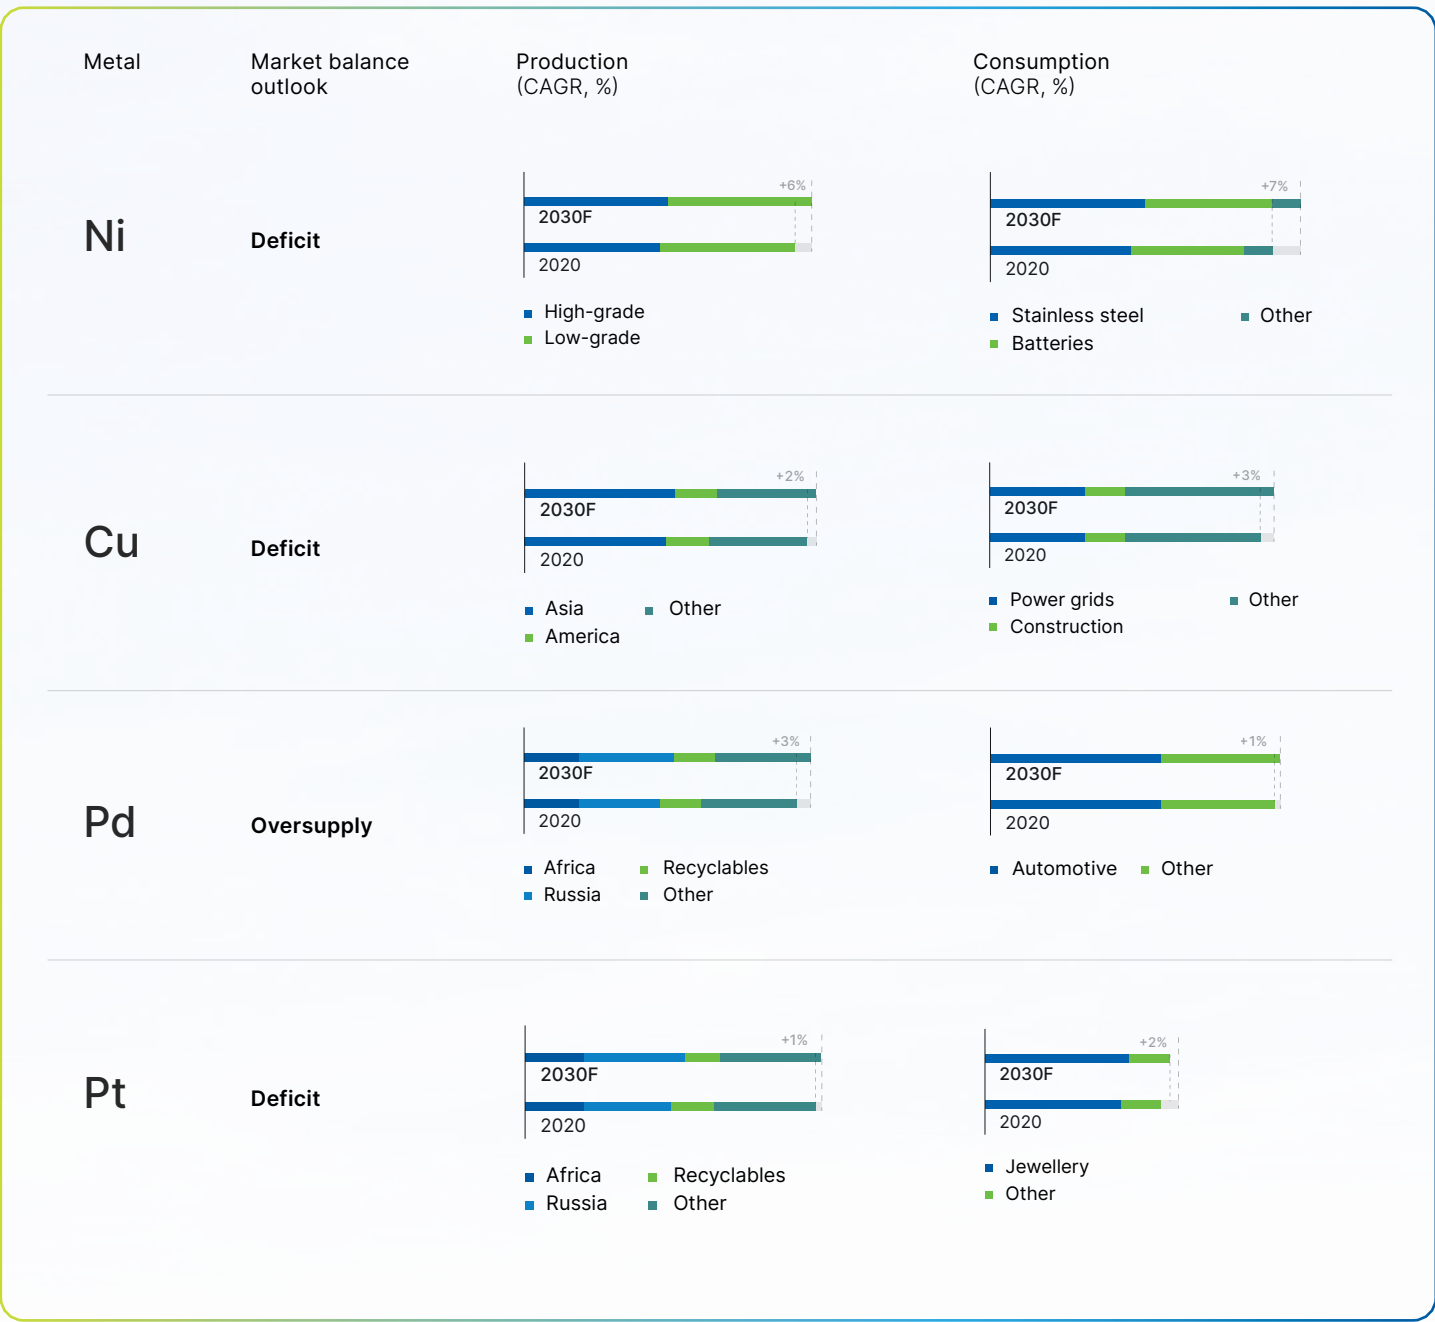 Metal
Market balance
outlook
Production
(CAGR, %)
Consumption
(CAGR, %)
Ni
Deficit
+6%
2030F
2020
High-grade
Low-grade
+7%
2030F
2020
Stainless steel
Other
Batteries
Cu
Deficit
+2%
2030F
2020
Asia
Other
America
+3%
2030F
2020
Power grids
Other
Construction
Pd
Oversupply
+3%
2030F
2020
Africa
Recyclables
Russia
Other
+1%
2030F
2020
Automotive
Other
Pt
Deficit
+1%
2030F
2020
Africa
Recyclables
Russia
Other
+2%
2030F
2020
Jewellery
Other